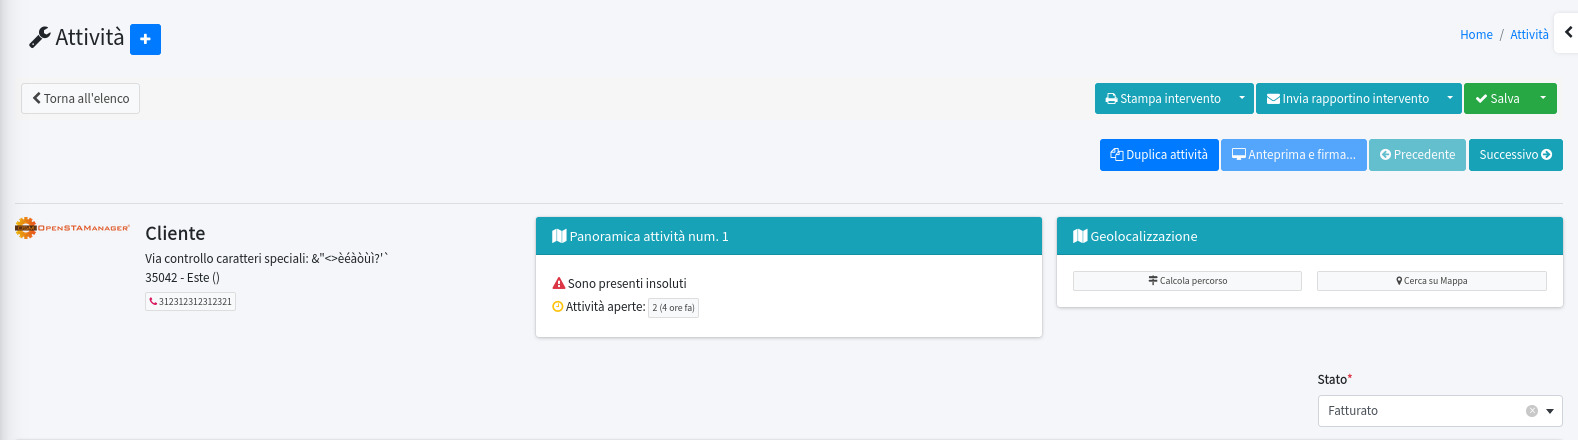 Attività
Home / Attività
Torna all'elenco
Stampa intervento
Invia rapportino intervento
Salva
Duplica attività
Anteprima e firma...
Precedente
Successivo
OPENSTAMANAGER
Cliente
Via controllo caratteri speciali: &"<>èéàòùì?'`
35042 - Este ()
312312312312321
Panoramica attività num. 1
Sono presenti insoluti
Attività aperte: 2 (4 ore fa)
Geolocalizzazione
Calcola percorso
Cerca su Mappa
Stato*
Fatturato